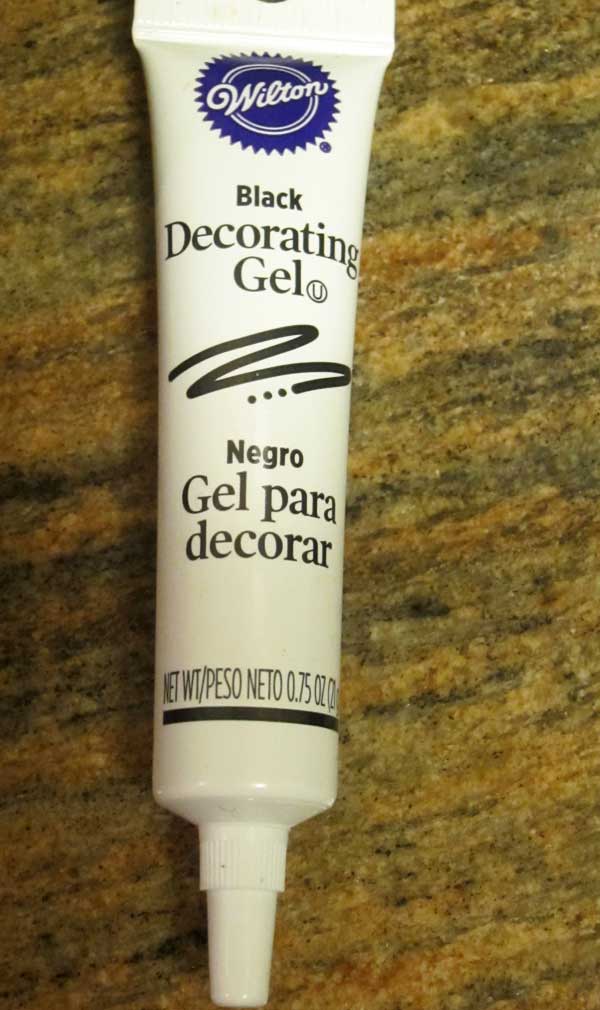 Wilton
Black
Decorating
Gel Ⓤ
Negro
Gel para
decorar
NET WT/PESO NETO 0.75 OZ